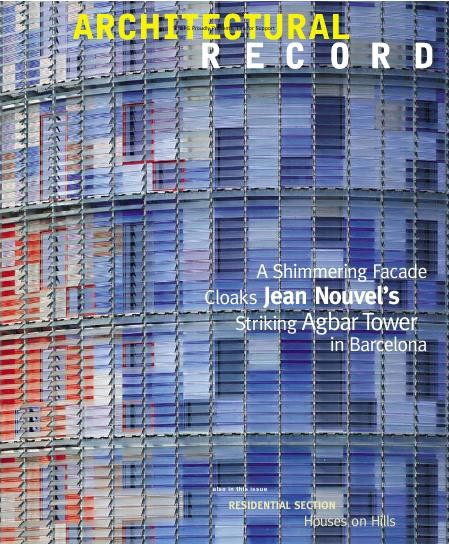 ARCHITECTURAL
RECORD
A Shimmering Facade
Cloaks Jean Nouvel's
Striking Agbar Tower
in Barcelona
also in this issue
RESIDENTIAL SECTION
Houses on Hills